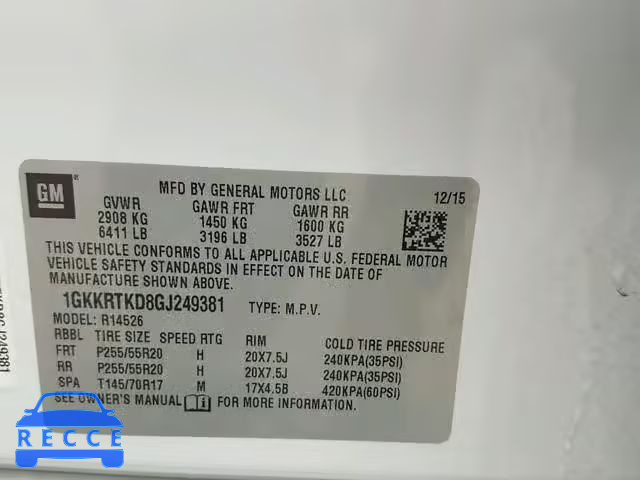 GM
MFD BY GENERAL MOTORS LLC 12/15
GVWR GAWR FRT GAWR RR
2908 KG 1450 KG 1600 KG
6411 LB 3196 LB 3527 LB
THIS VEHICLE CONFORMS TO ALL APPLICABLE U.S. FEDERAL MOTOR
VEHICLE SAFETY STANDARDS IN EFFECT ON THE DATE OF
MANUFACTURE SHOWN ABOVE.
1GKKRTKD8GJ249381 TYPE: M.P.V.
MODEL: R14526
RBBL TIRE SIZE SPEED RTG RIM COLD TIRE PRESSURE
FRT P255/55R20 H 20X7.5J 240KPA(35PSI)
RR P255/55R20 H 20X7.5J 240KPA(35PSI)
SPA T145/70R17 M 17X4.5B 420KPA(60PSI)
SEE OWNER'S MANUAL FOR MORE INFORMATION.
RECCE